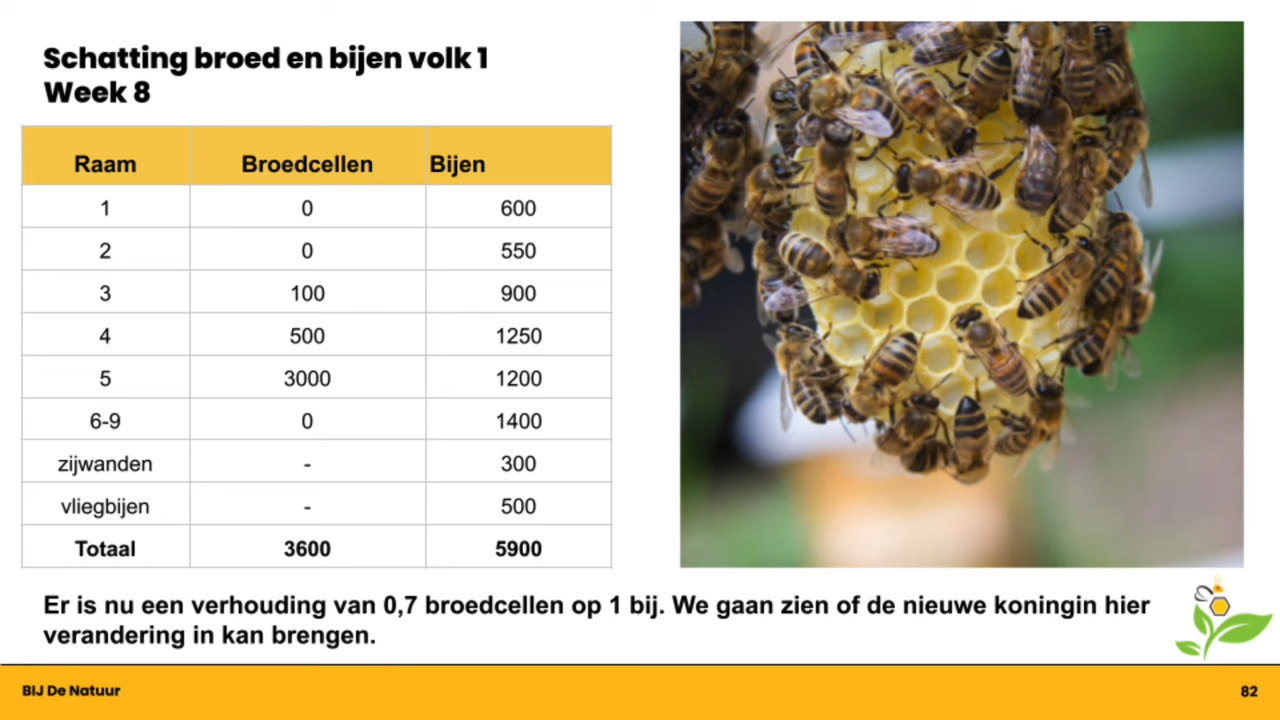 Schatting broed en bijen volk 1
Week 8
Raam Broedcellen Bijen
1 0 600
2 0 550
3 100 900
4 500 1250
5 3000 1200
6-9 0 1400
zijwanden - 300
vliegbijen - 500
Totaal 3600 5900
Er is nu een verhouding van 0,7 broedcellen op 1 bij. We gaan zien of de nieuwe koningin hier
verandering in kan brengen.
BIJ De Natuur 82